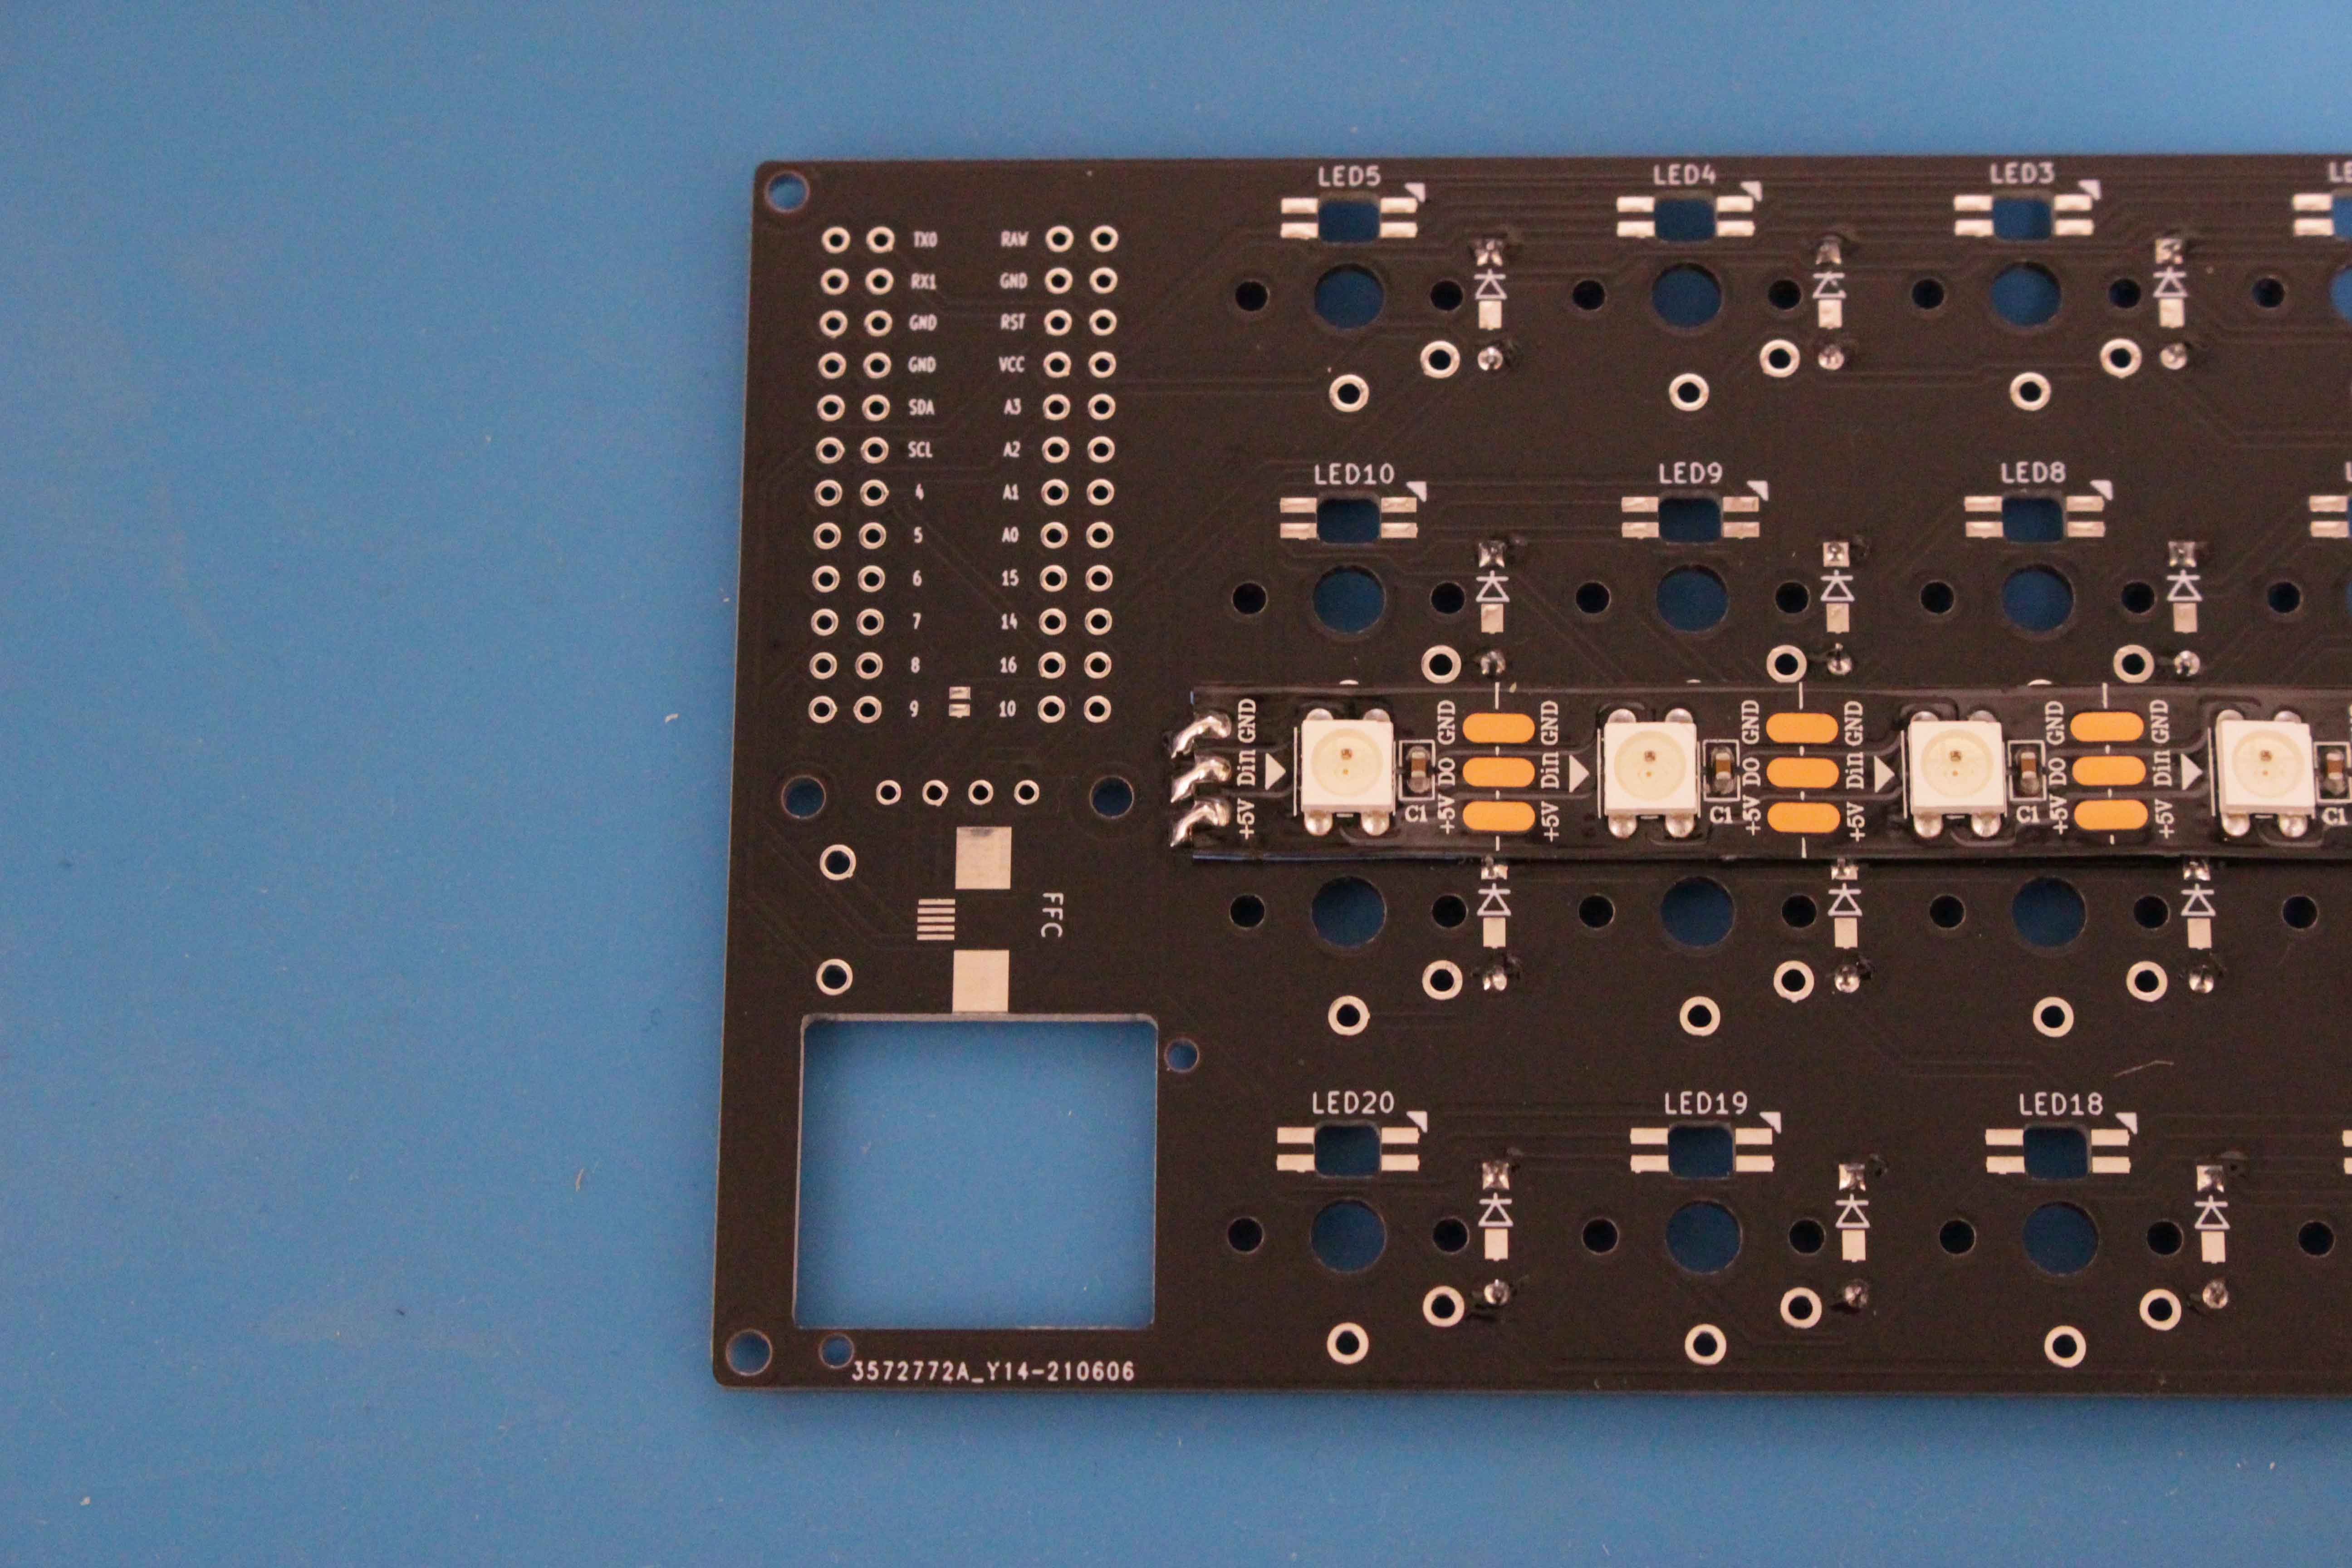 LED5 LED4 LED3
TX0 RAW
RX1 GND
GND RST
GND VCC
SDA A3
SCL A2
4 A1
5 A0
6 15
7 14
8 16
9 10
LED10 LED9 LED8
GND GND GND GND GND GND GND
Din DO Din DO Din DO Din
+5V +5V +5V +5V +5V +5V +5V
C1 C1 C1 C1
FFC
LED20 LED19 LED18
3572772A_Y14-210606